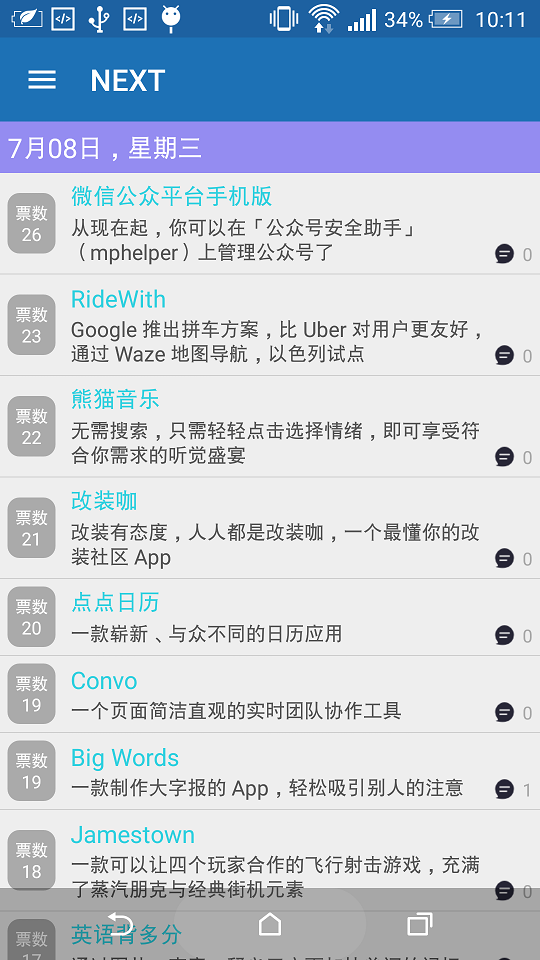 34%
10:11
NEXT
7月08日，星期三
微信公众平台手机版
票数
26
从现在起，你可以在「公众号安全助手」
（mphelper）上管理公众号了
0
RideWith
票数
23
Google 推出拼车方案，比 Uber 对用户更友好，
通过 Waze 地图导航，以色列试点
0
熊猫音乐
票数
22
无需搜索，只需轻轻点击选择情绪，即可享受符
合你需求的听觉盛宴
0
改装咖
票数
21
改装有态度，人人都是改装咖，一个最懂你的改
装社区 App
0
点点日历
票数
20
一款崭新、与众不同的日历应用
0
Convo
票数
19
一个页面简洁直观的实时团队协作工具
0
Big Words
票数
19
一款制作大字报的 App，轻松吸引别人的注意
1
Jamestown
票数
18
一款可以让四个玩家合作的飞行射击游戏，充满
了蒸汽朋克与经典街机元素
0
英语背多分
票数
17